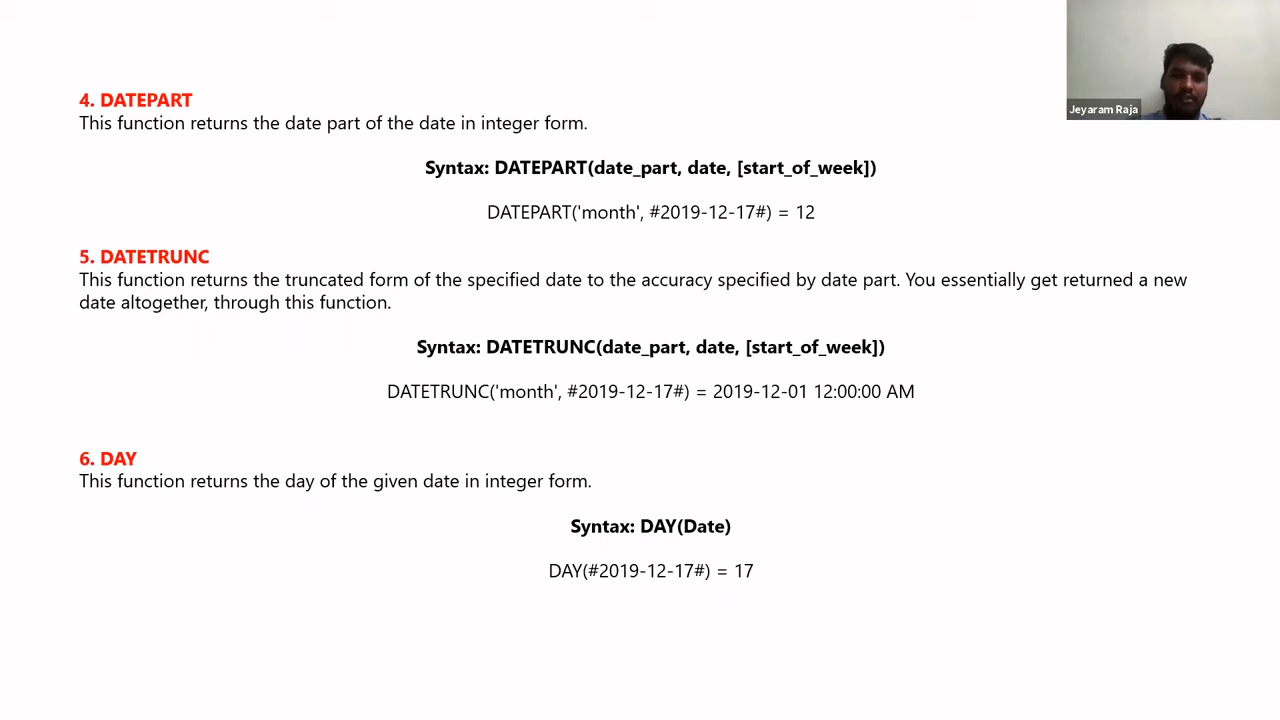 Jeyaram Raja
4. DATEPART
This function returns the date part of the date in integer form.
Syntax: DATEPART(date_part, date, [start_of_week])
DATEPART('month', #2019-12-17#) = 12
5. DATETRUNC
This function returns the truncated form of the specified date to the accuracy specified by date part. You essentially get returned a new
date altogether, through this function.
Syntax: DATETRUNC(date_part, date, [start_of_week])
DATETRUNC('month', #2019-12-17#) = 2019-12-01 12:00:00 AM
6. DAY
This function returns the day of the given date in integer form.
Syntax: DAY(Date)
DAY(#2019-12-17#) = 17